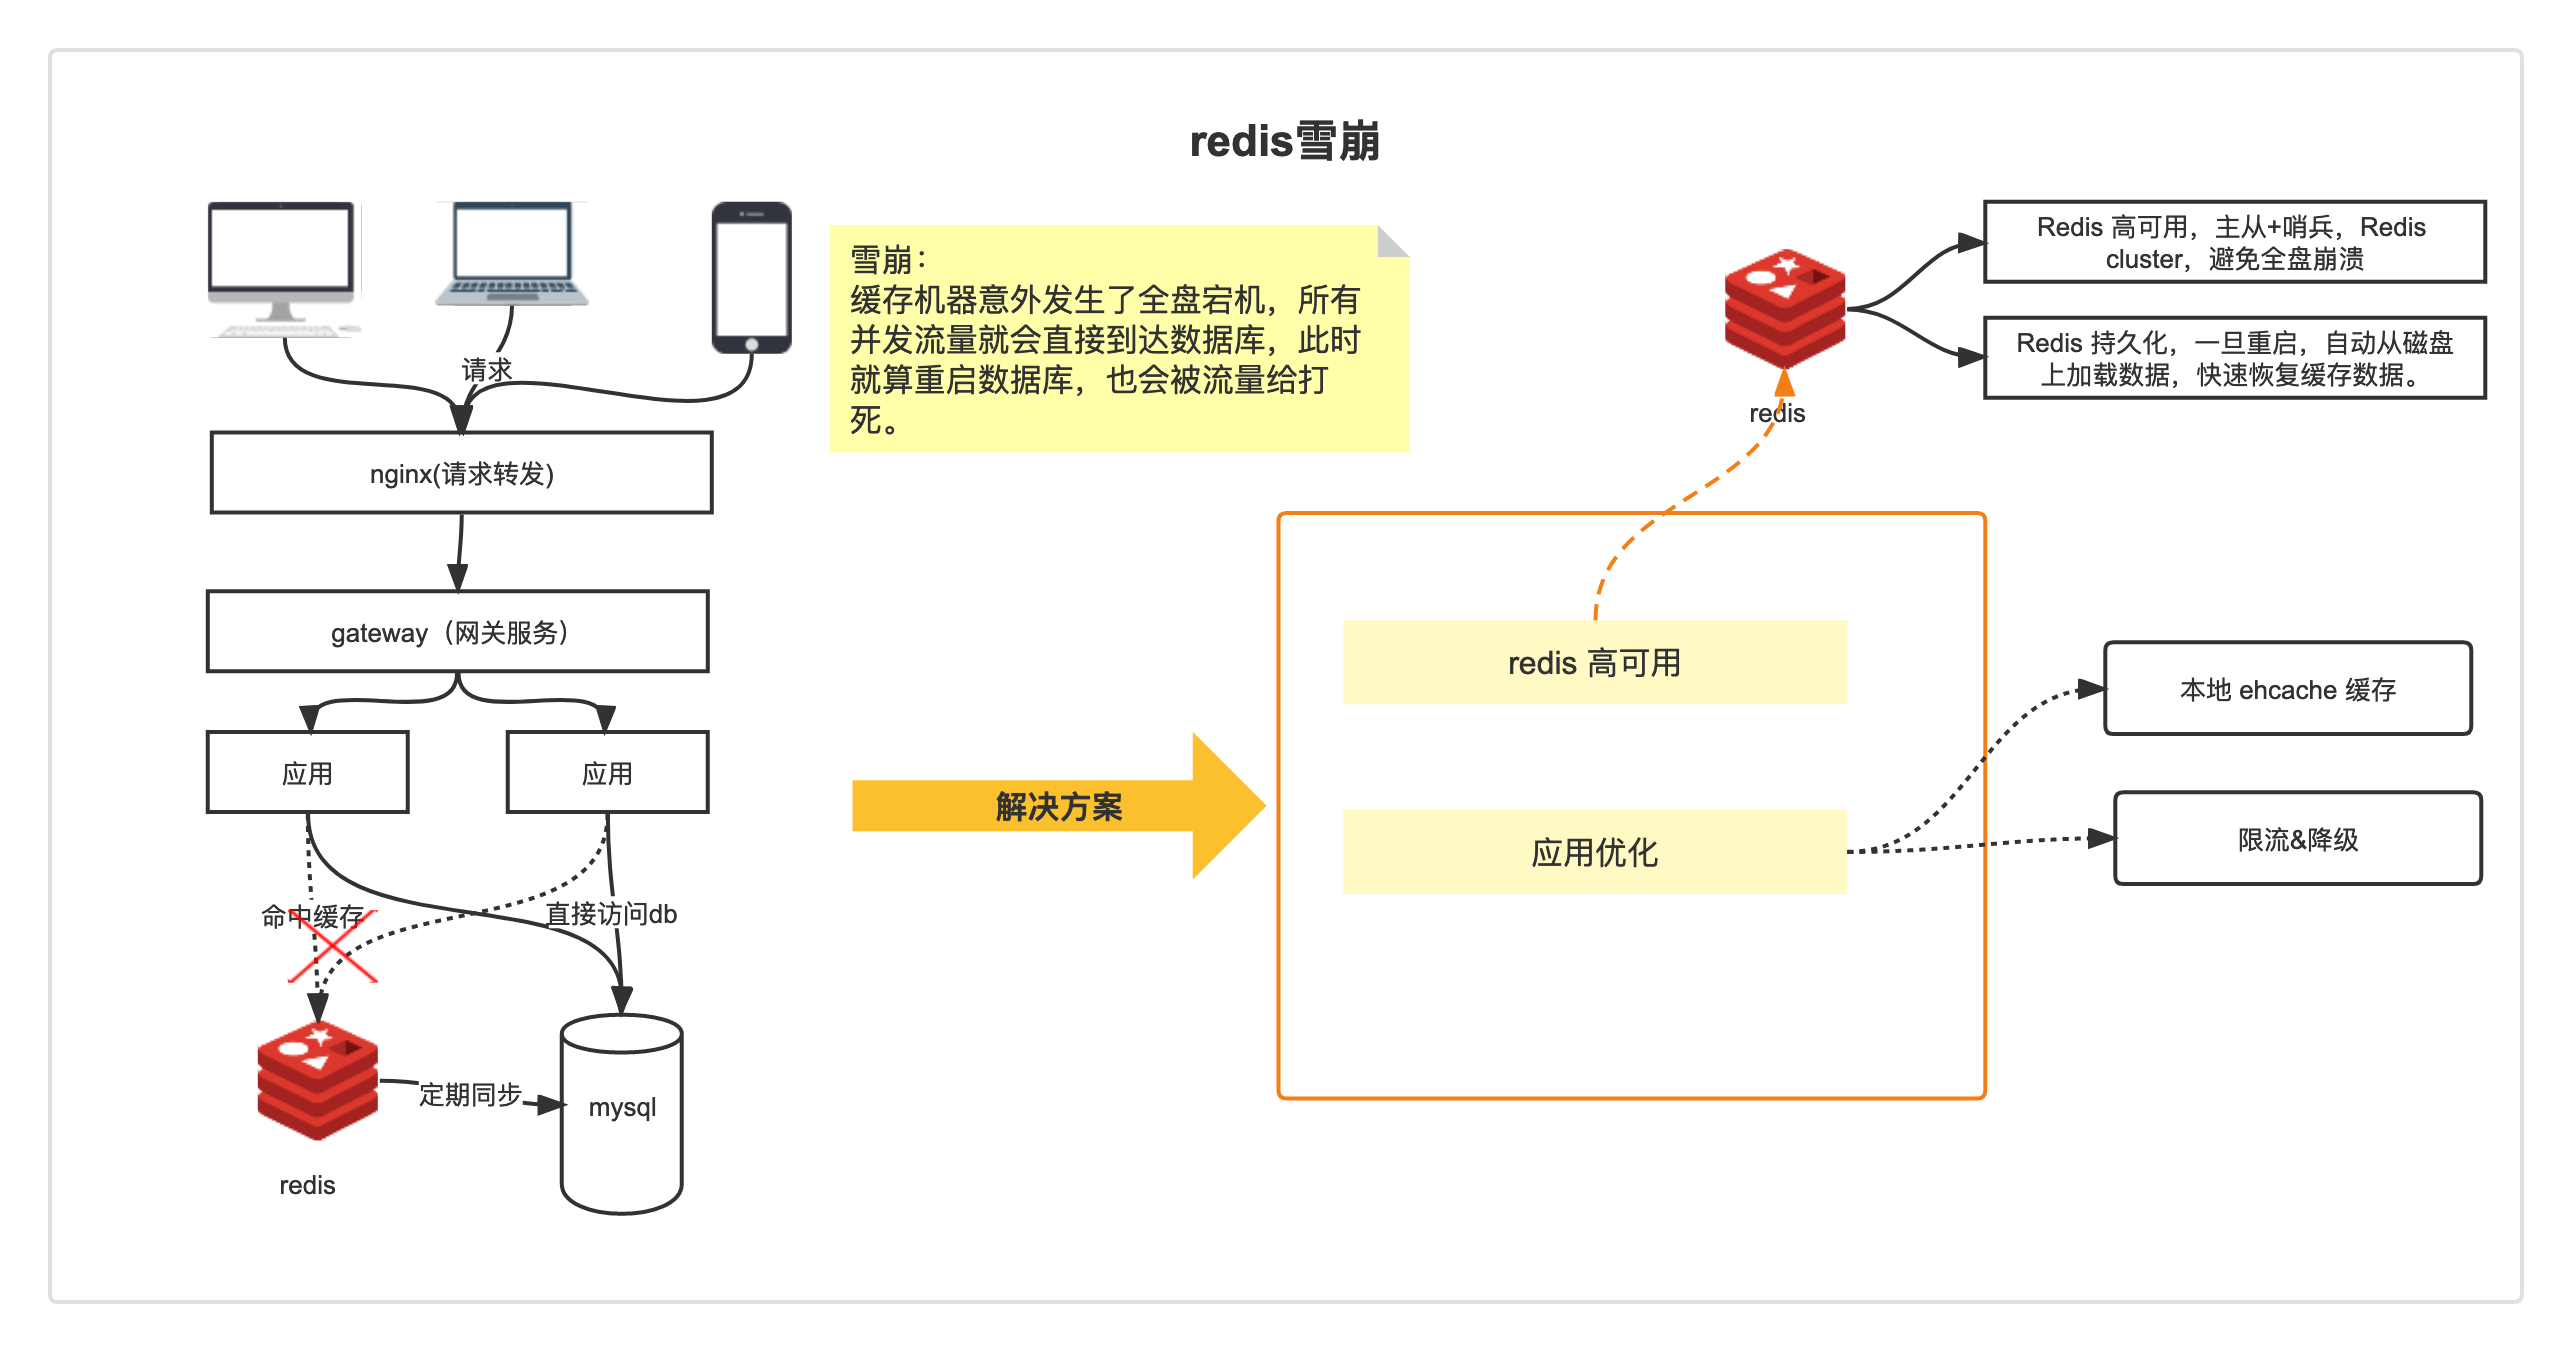 redis雪崩
雪崩：
缓存机器意外发生了全盘宕机，所有
并发流量就会直接到达数据库，此时
就算重启数据库，也会被流量给打
死。
请求
nginx(请求转发)
gateway（网关服务）
应用
应用
命中缓存
直接访问db
定期同步
mysql
redis
解决方案
redis 高可用
应用优化
redis
Redis 高可用，主从+哨兵，Redis
cluster，避免全盘崩溃
Redis 持久化，一旦重启，自动从磁盘
上加载数据，快速恢复缓存数据。
本地 ehcache 缓存
限流&降级